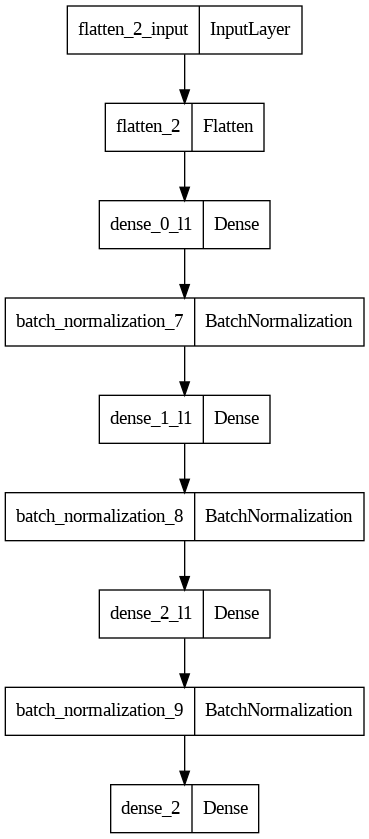 flatten_2_input InputLayer
flatten_2 Flatten
dense_0_l1 Dense
batch_normalization_7 BatchNormalization
dense_1_l1 Dense
batch_normalization_8 BatchNormalization
dense_2_l1 Dense
batch_normalization_9 BatchNormalization
dense_2 Dense